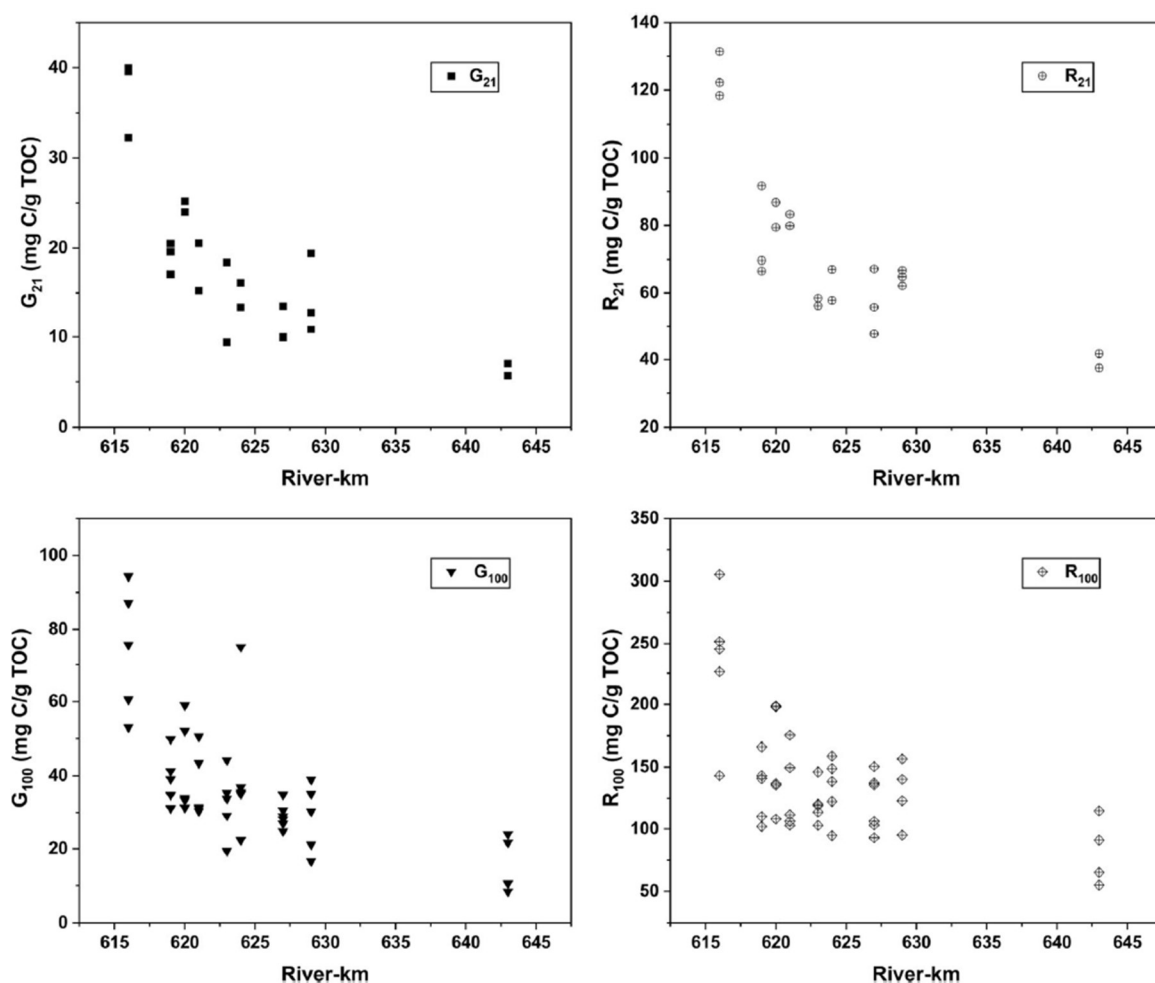 G21
G21 (mg C/g TOC)
40
30
20
10
0
615 620 625 630 635 640 645
River-km
R21
R21 (mg C/g TOC)
140
120
100
80
60
40
20
615 620 625 630 635 640 645
River-km
G100
G100 (mg C/g TOC)
100
80
60
40
20
0
615 620 625 630 635 640 645
River-km
R100
R100 (mg C/g TOC)
350
300
250
200
150
100
50
615 620 625 630 635 640 645
River-km